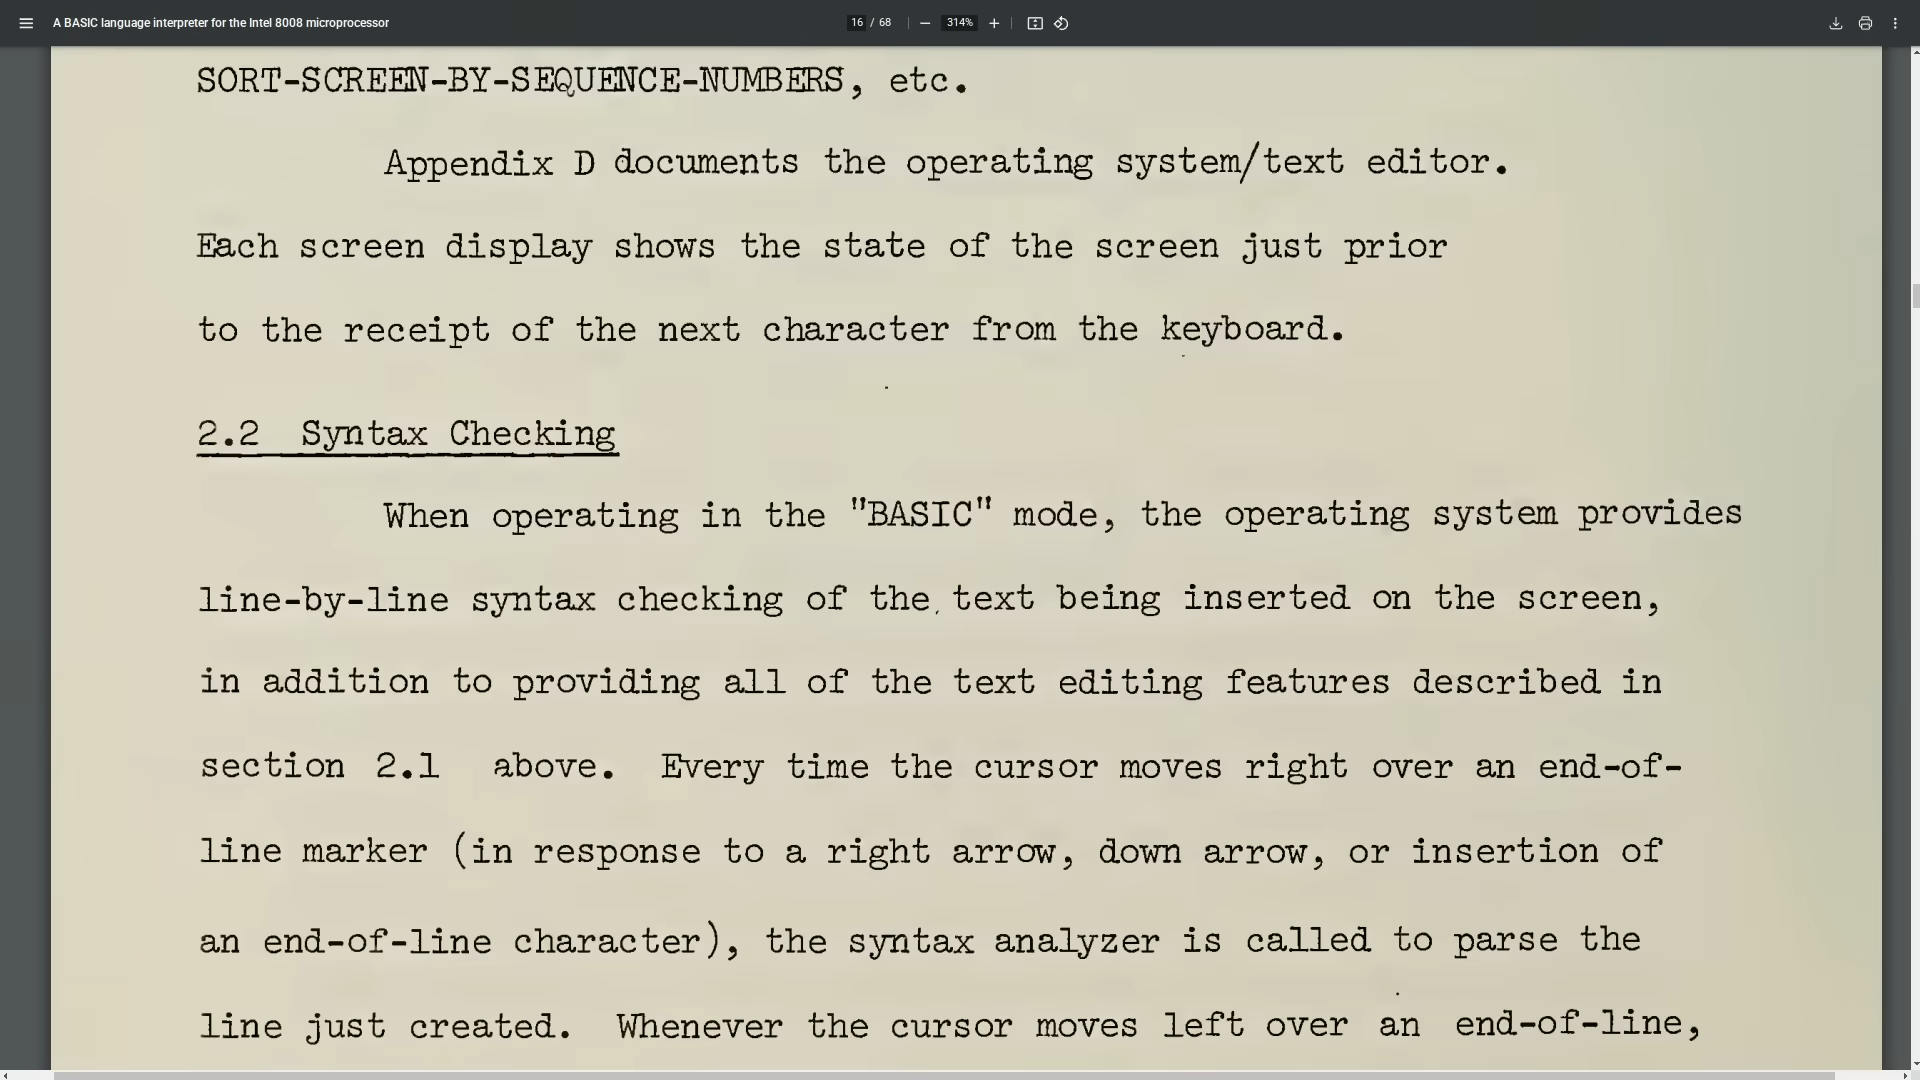 A BASIC language interpreter for the Intel 8008 microprocessor
16 / 68
314%
SORT-SCREEN-BY-SEQUENCE-NUMBERS, etc.
Appendix D documents the operating system/text editor.
Each screen display shows the state of the screen just prior
to the receipt of the next character from the keyboard.
2.2 Syntax Checking
When operating in the "BASIC" mode, the operating system provides
line-by-line syntax checking of the text being inserted on the screen,
in addition to providing all of the text editing features described in
section 2.1 above. Every time the cursor moves right over an end-of-
line marker (in response to a right arrow, down arrow, or insertion of
an end-of-line character), the syntax analyzer is called to parse the
line just created. Whenever the cursor moves left over an end-of-line,